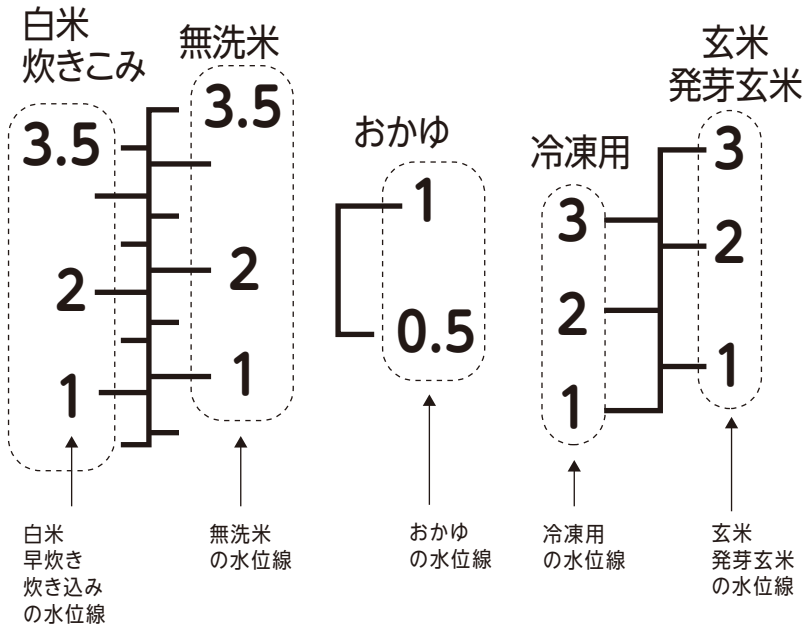 白米
炊きこみ
3.5
2
1
無洗米
3.5
2
1
おかゆ
1
0.5
冷凍用
3
2
1
玄米
発芽玄米
3
2
1
白米
早炊き
炊き込み
の水位線
無洗米
の水位線
おかゆ
の水位線
冷凍用
の水位線
玄米
発芽玄米
の水位線